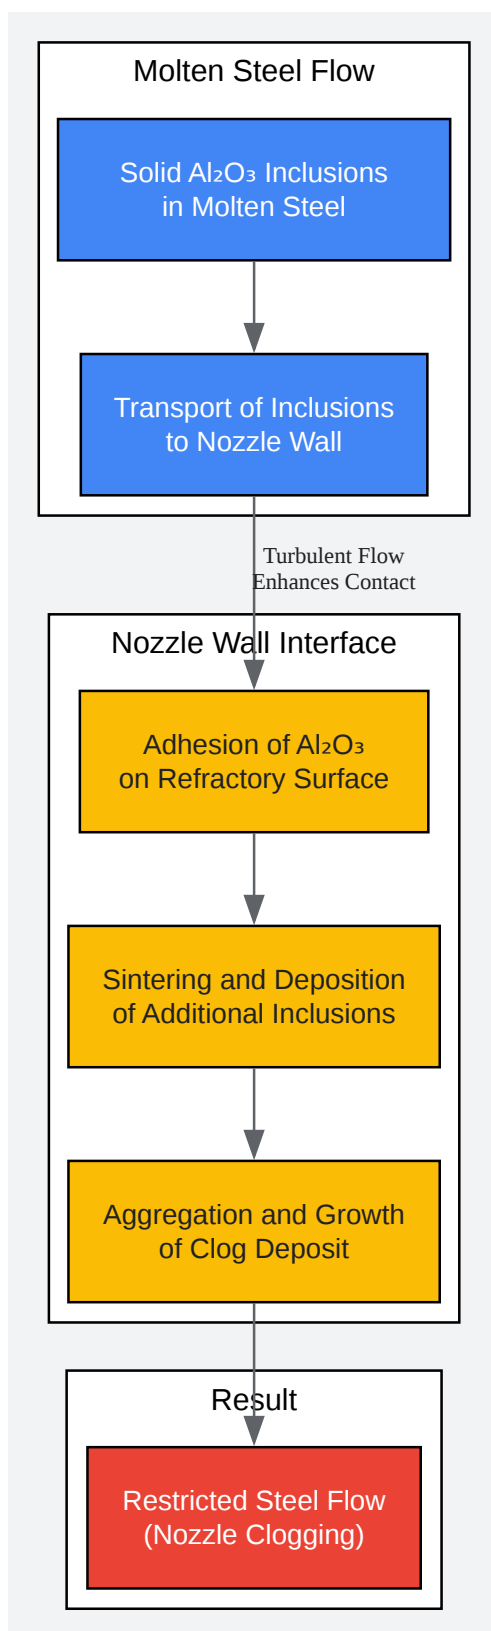 Molten Steel Flow
Solid Al₂O₃ Inclusions
in Molten Steel
Transport of Inclusions
to Nozzle Wall
Turbulent Flow
Enhances Contact
Nozzle Wall Interface
Adhesion of Al₂O₃
on Refractory Surface
Sintering and Deposition
of Additional Inclusions
Aggregation and Growth
of Clog Deposit
Result
Restricted Steel Flow
(Nozzle Clogging)